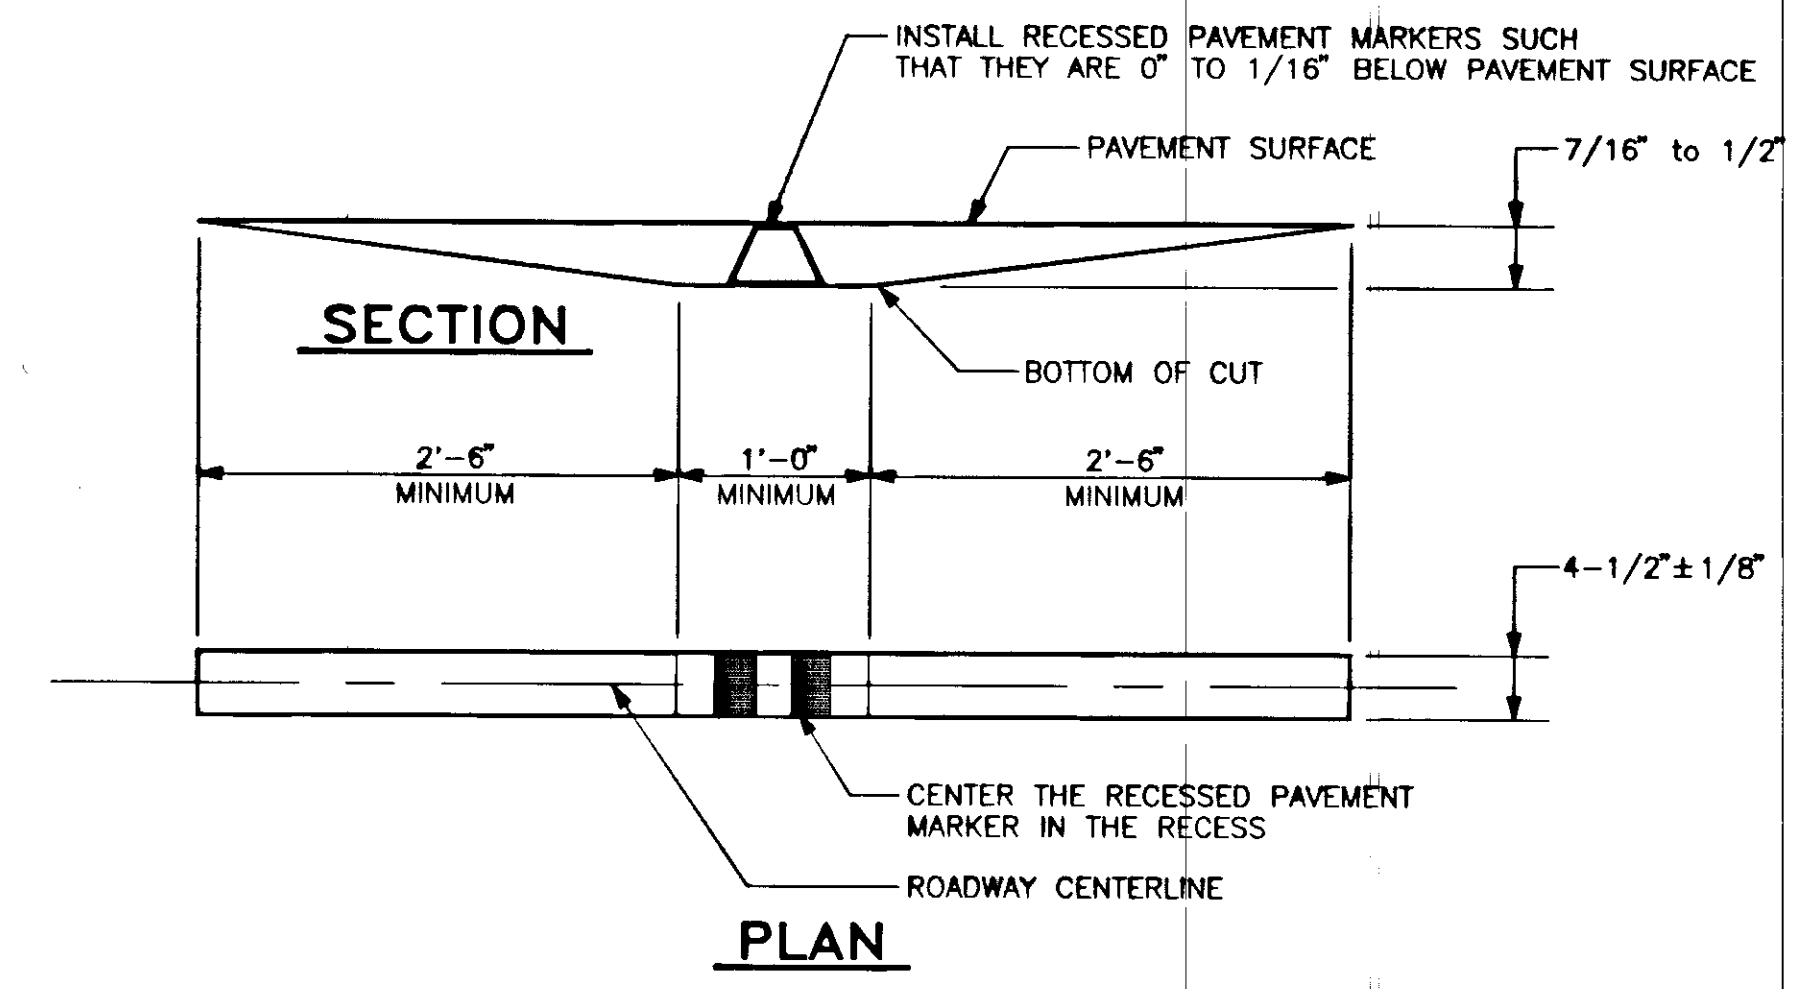 INSTALL RECESSED PAVEMENT MARKERS SUCH
THAT THEY ARE 0" TO 1/16" BELOW PAVEMENT SURFACE
PAVEMENT SURFACE
7/16" to 1/2"
SECTION
BOTTOM OF CUT
2'-6"
MINIMUM
1'-0"
MINIMUM
2'-6"
MINIMUM
4-1/2"±1/8"
CENTER THE RECESSED PAVEMENT
MARKER IN THE RECESS
ROADWAY CENTERLINE
PLAN